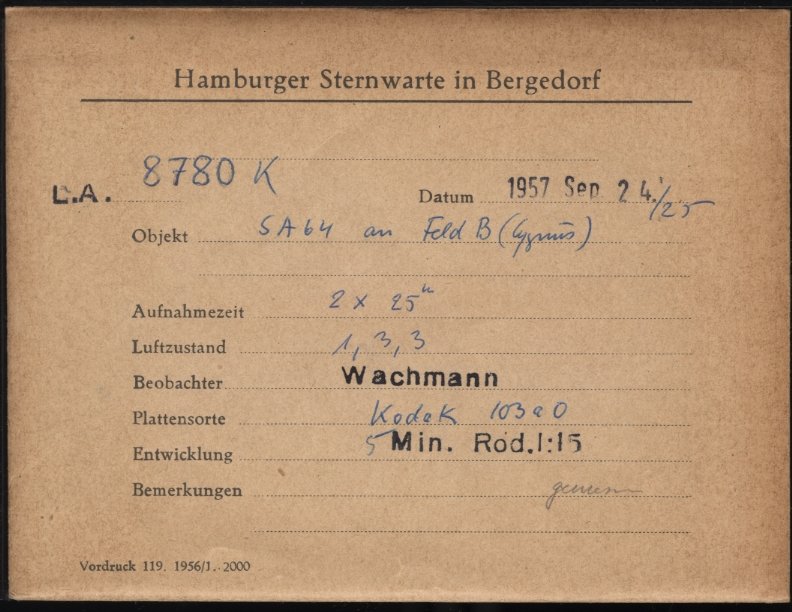 Hamburger Sternwarte in Bergedorf
L.A. 8780 K
Datum 1957 Sep 24./25
Objekt SA64 an Feld B (Cygnus)
Aufnahmezeit 2 x 25m
Luftzustand 1, 3, 3
Beobachter Wachmann
Plattensorte Kodak 103a0
Entwicklung 5 Min. Rod.1:15
Bemerkungen
Vordruck 119. 1956/1. 2000